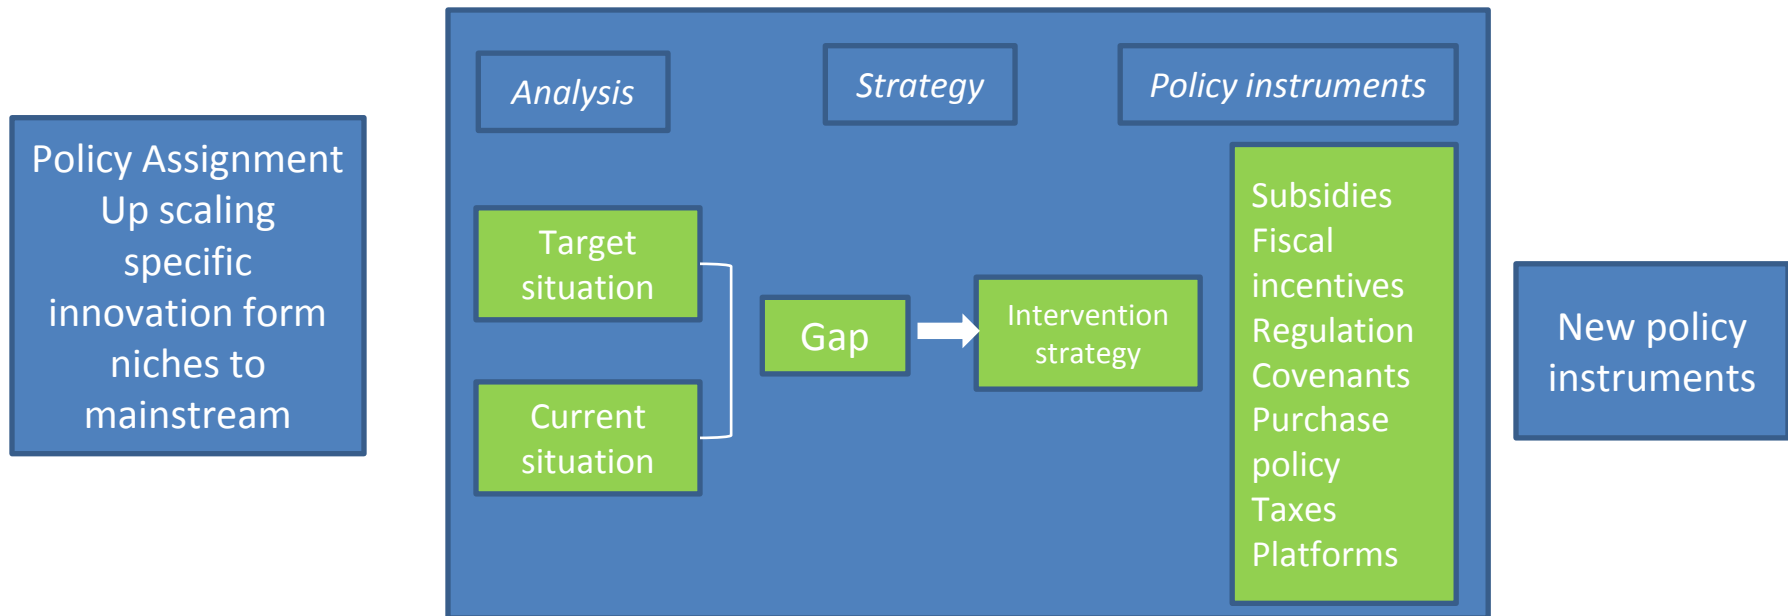 Policy Assignment
Up scaling
specific
innovation form
niches to
mainstream
Analysis
Strategy
Policy instruments
Target
situation
Current
situation
Gap
Intervention
strategy
Subsidies
Fiscal
incentives
Regulation
Covenants
Purchase
policy
Taxes
Platforms
New policy
instruments